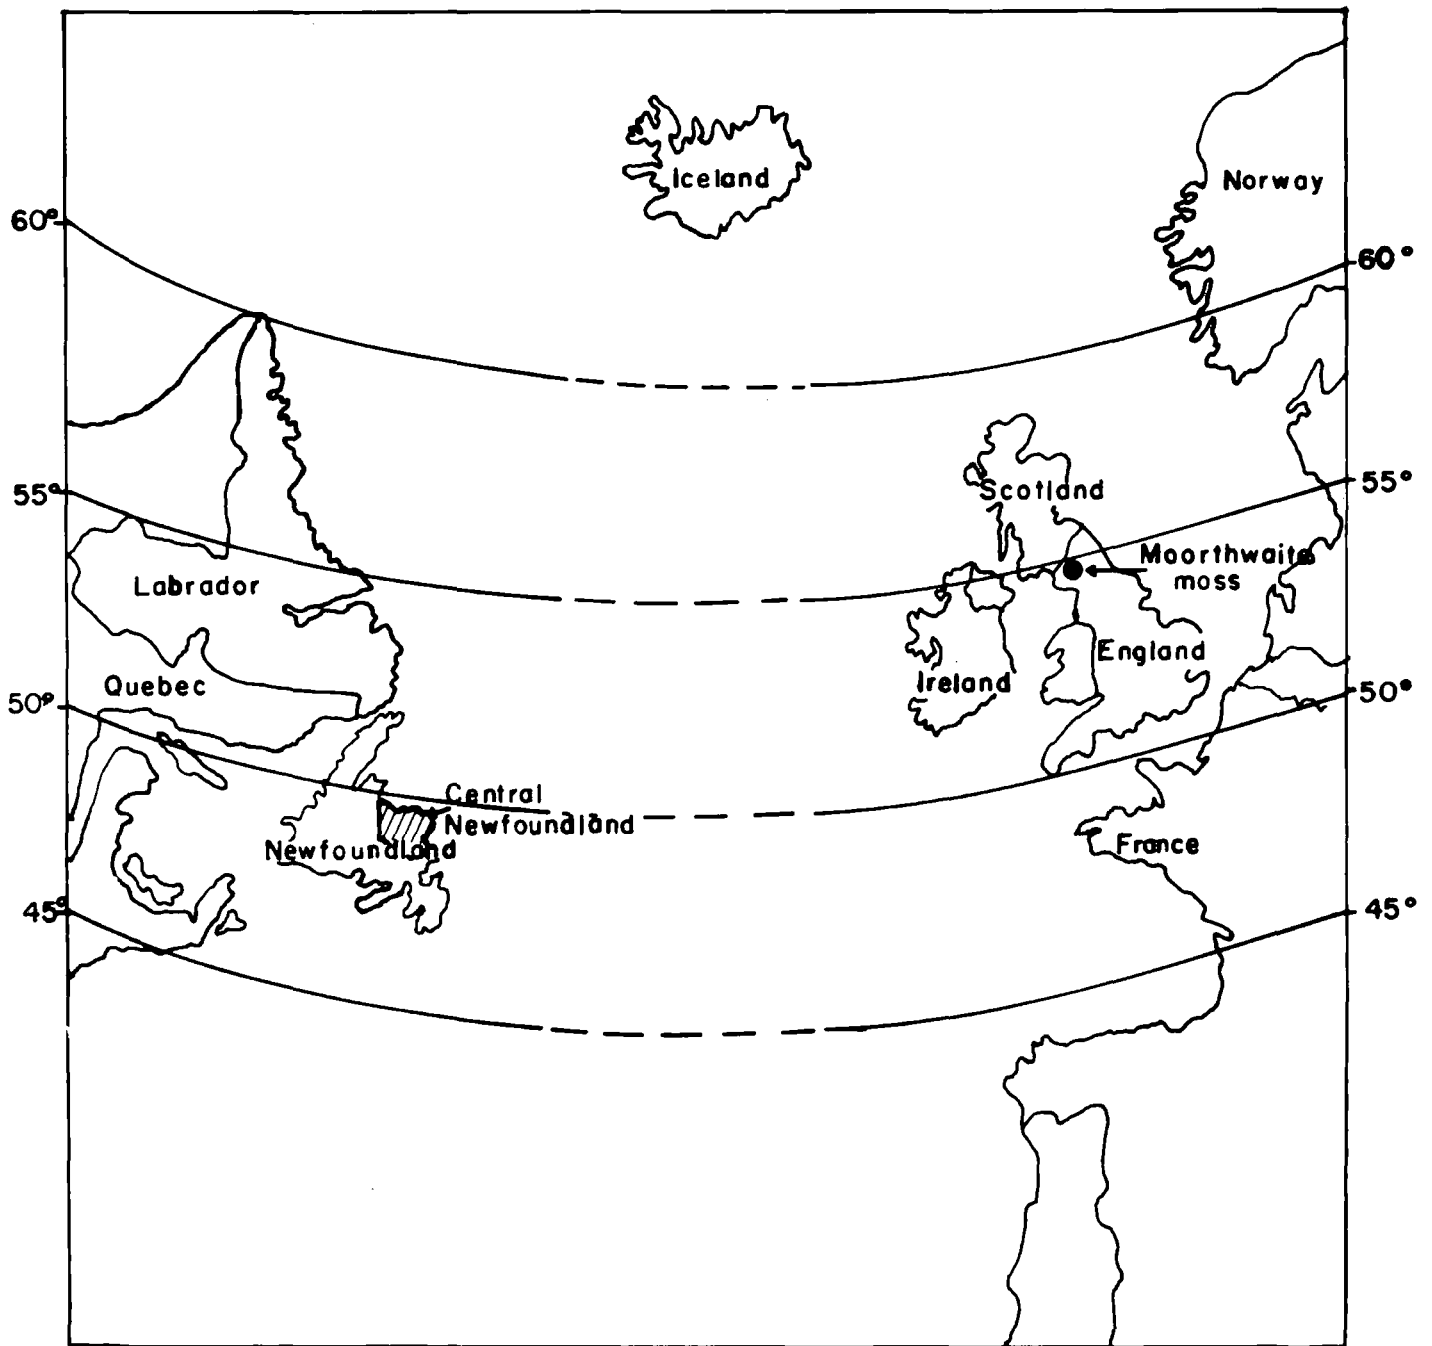 Iceland
Norway
60°
60°
Scotland
55°
55°
Moorthwaite
moss
Labrador
England
Quebec
Ireland
50°
50°
Central
Newfoundland
Newfoundland
France
45°
45°